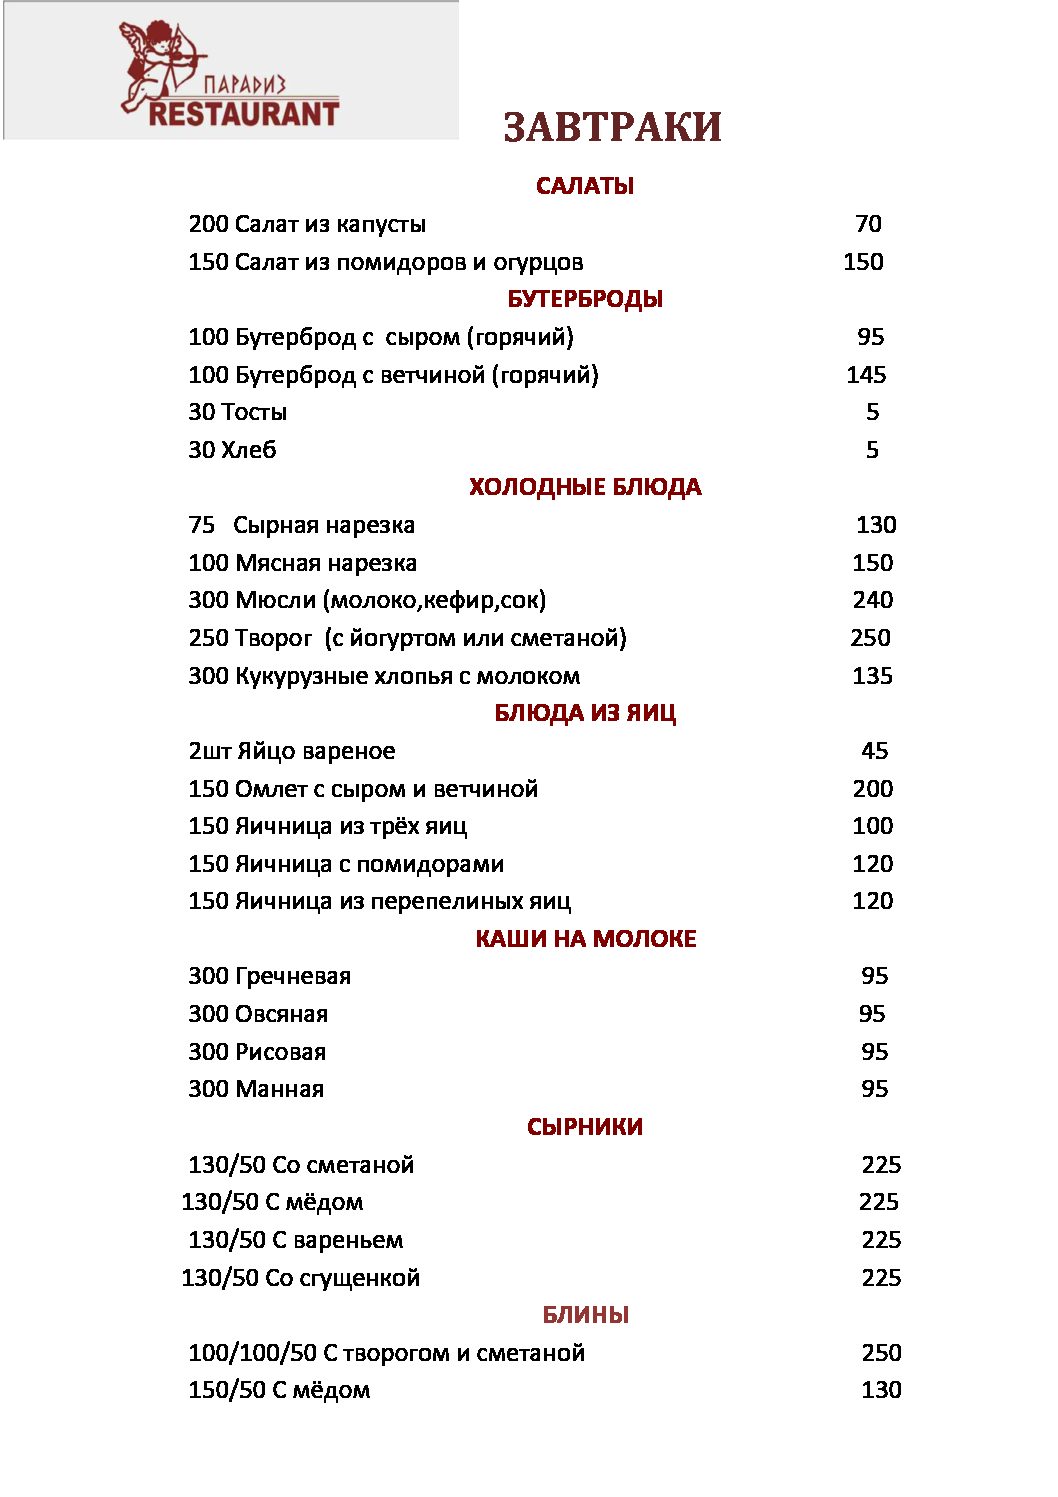 ПАРАДИЗ
RESTAURANT
ЗАВТРАКИ
САЛАТЫ
200 Салат из капусты 70
150 Салат из помидоров и огурцов 150
БУТЕРБРОДЫ
100 Бутерброд с сыром (горячий) 95
100 Бутерброд с ветчиной (горячий) 145
30 Тосты 5
30 Хлеб 5
ХОЛОДНЫЕ БЛЮДА
75 Сырная нарезка 130
100 Мясная нарезка 150
300 Мюсли (молоко,кефир,сок) 240
250 Творог (с йогуртом или сметаной) 250
300 Кукурузные хлопья с молоком 135
БЛЮДА ИЗ ЯИЦ
2шт Яйцо вареное 45
150 Омлет с сыром и ветчиной 200
150 Яичница из трёх яиц 100
150 Яичница с помидорами 120
150 Яичница из перепелиных яиц 120
КАШИ НА МОЛОКЕ
300 Гречневая 95
300 Овсяная 95
300 Рисовая 95
300 Манная 95
СЫРНИКИ
130/50 Со сметаной 225
130/50 С мёдом 225
130/50 С вареньем 225
130/50 Со сгущенкой 225
БЛИНЫ
100/100/50 С творогом и сметаной 250
150/50 С мёдом 130